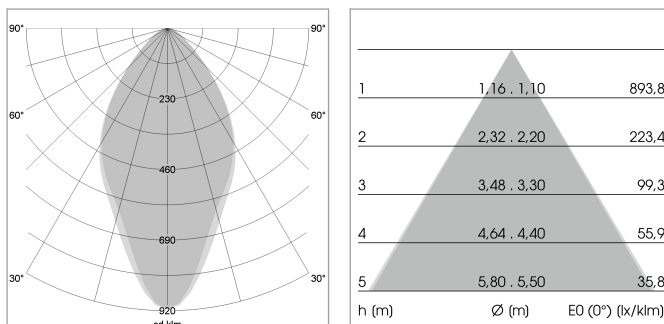 90° 90°
230
60° 60°
460
690
30° 30°
920
cd klm
1 1,16 . 1,10 893,8
2 2,32 . 2,20 223,4
3 3,48 . 3,30 99,3
4 4,64 . 4,40 55,9
5 5,80 . 5,50 35,8
h (m) Ø (m) E0 (0°) (lx/klm)